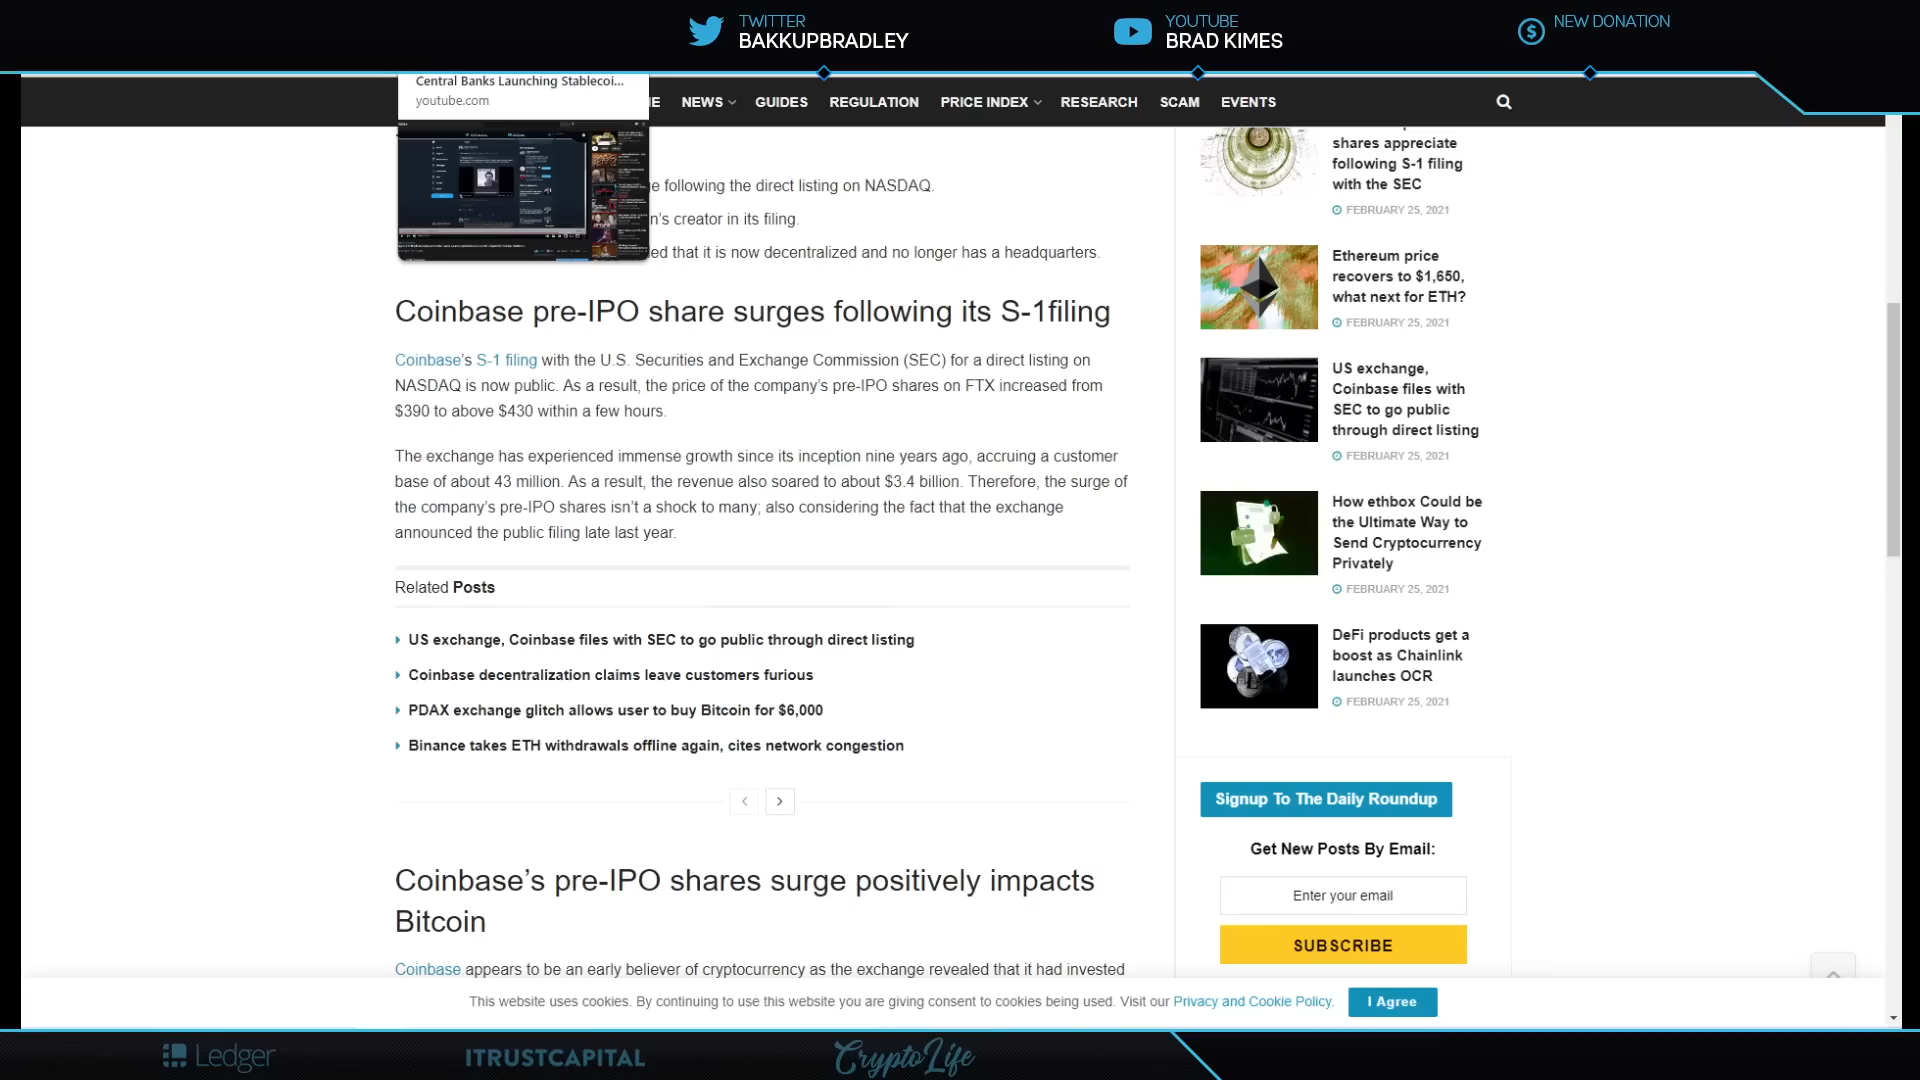 TWITTER
BAKKUPBRADLEY
YOUTUBE
BRAD KIMES
NEW DONATION
Central Banks Launching Stablecoi...
youtube.com
NEWS
GUIDES
REGULATION
PRICE INDEX
RESEARCH
SCAM
EVENTS
e following the direct listing on NASDAQ.
n's creator in its filing.
ed that it is now decentralized and no longer has a headquarters.
Coinbase pre-IPO share surges following its S-1filing
Coinbase's S-1 filing with the U.S. Securities and Exchange Commission (SEC) for a direct listing on
NASDAQ is now public. As a result, the price of the company's pre-IPO shares on FTX increased from
$390 to above $430 within a few hours.
The exchange has experienced immense growth since its inception nine years ago, accruing a customer
base of about 43 million. As a result, the revenue also soared to about $3.4 billion. Therefore, the surge of
the company's pre-IPO shares isn't a shock to many; also considering the fact that the exchange
announced the public filing late last year.
Related Posts
US exchange, Coinbase files with SEC to go public through direct listing
Coinbase decentralization claims leave customers furious
PDAX exchange glitch allows user to buy Bitcoin for $6,000
Binance takes ETH withdrawals offline again, cites network congestion
Coinbase's pre-IPO shares surge positively impacts
Bitcoin
Coinbase appears to be an early believer of cryptocurrency as the exchange revealed that it had invested
shares appreciate
following S-1 filing
with the SEC
FEBRUARY 25, 2021
Ethereum price
recovers to $1,650,
what next for ETH?
FEBRUARY 25, 2021
US exchange,
Coinbase files with
SEC to go public
through direct listing
FEBRUARY 25, 2021
How ethbox Could be
the Ultimate Way to
Send Cryptocurrency
Privately
FEBRUARY 25, 2021
DeFi products get a
boost as Chainlink
launches OCR
FEBRUARY 25, 2021
Signup To The Daily Roundup
Get New Posts By Email:
Enter your email
SUBSCRIBE
This website uses cookies. By continuing to use this website you are giving consent to cookies being used. Visit our Privacy and Cookie Policy.
I Agree
Ledger
ITRUSTCAPITAL
CryptoLife